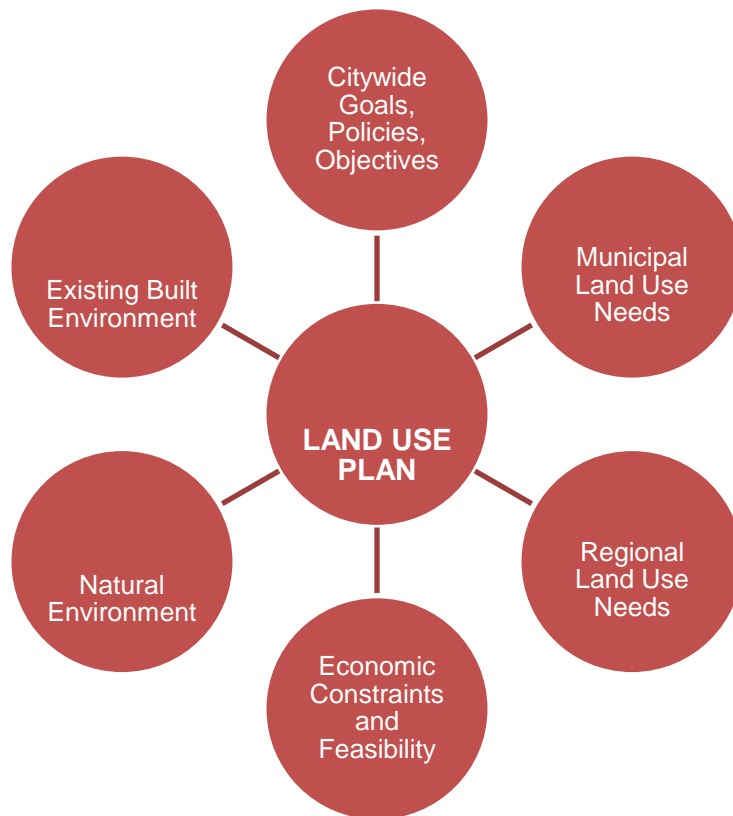 Citywide
Goals,
Policies,
Objectives
Existing Built
Environment
Municipal
Land Use
Needs
LAND USE
PLAN
Natural
Environment
Regional
Land Use
Needs
Economic
Constraints
and
Feasibility